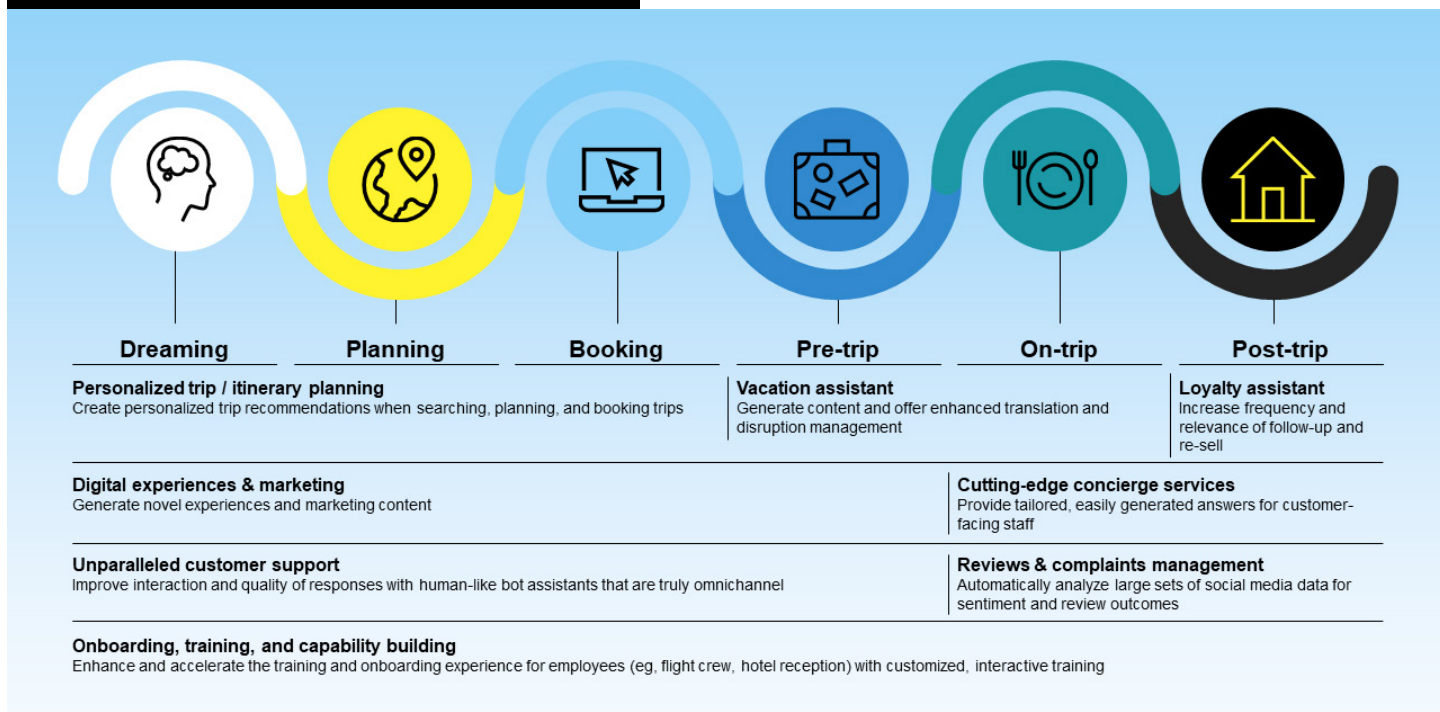 Dreaming
Planning
Booking
Pre-trip
On-trip
Post-trip
Personalized trip / itinerary planning
Create personalized trip recommendations when searching, planning, and booking trips
Vacation assistant
Generate content and offer enhanced translation and
disruption management
Loyalty assistant
Increase frequency and
relevance of follow-up and
re-sell
Digital experiences & marketing
Generate novel experiences and marketing content
Cutting-edge concierge services
Provide tailored, easily generated answers for customer-
facing staff
Unparalleled customer support
Improve interaction and quality of responses with human-like bot assistants that are truly omnichannel
Reviews & complaints management
Automatically analyze large sets of social media data for
sentiment and review outcomes
Onboarding, training, and capability building
Enhance and accelerate the training and onboarding experience for employees (eg, flight crew, hotel reception) with customized, interactive training